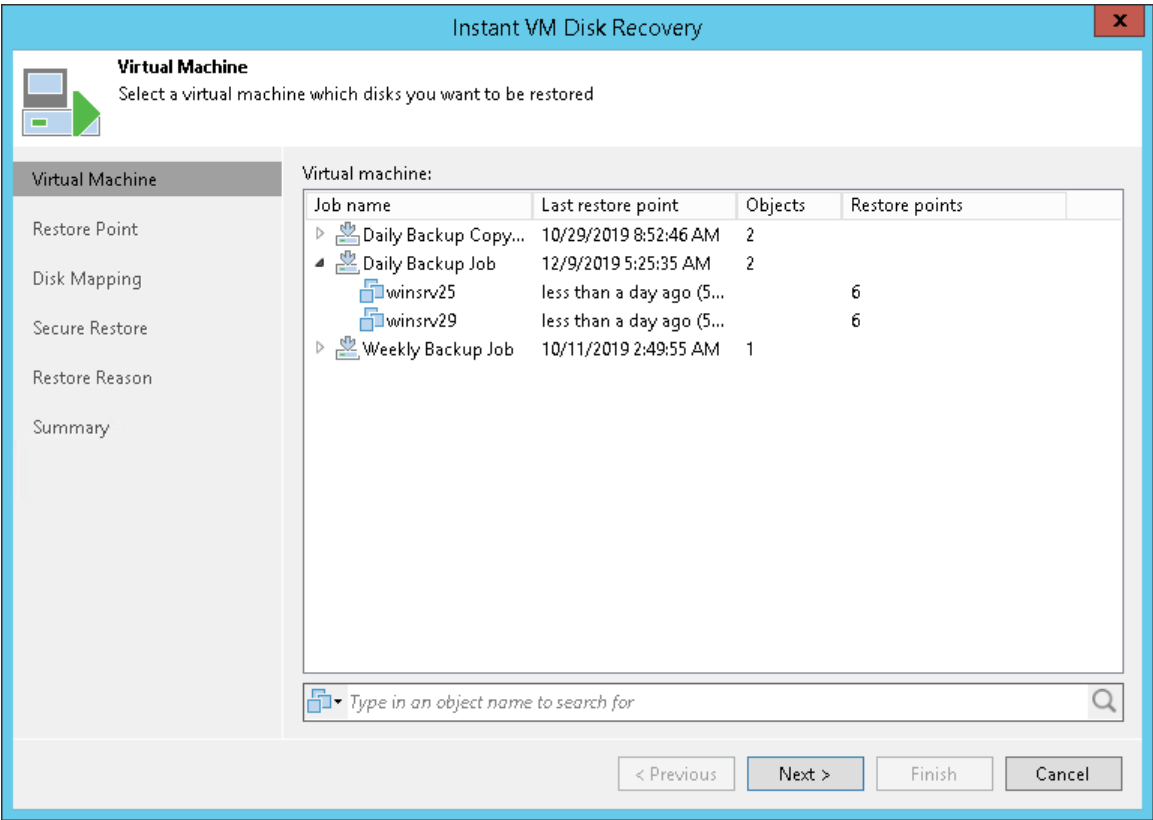 Instant VM Disk Recovery
x
Virtual Machine
Select a virtual machine which disks you want to be restored
Virtual Machine
Restore Point
Disk Mapping
Secure Restore
Restore Reason
Summary
Virtual machine:
Job name Last restore point Objects Restore points
Daily Backup Copy... 10/29/2019 8:52:46 AM 2
Daily Backup Job 12/9/2019 5:25:35 AM 2
winsrv25 less than a day ago (5... 6
winsrv29 less than a day ago (5... 6
Weekly Backup Job 10/11/2019 2:49:55 AM 1
Type in an object name to search for
< Previous Next > Finish Cancel